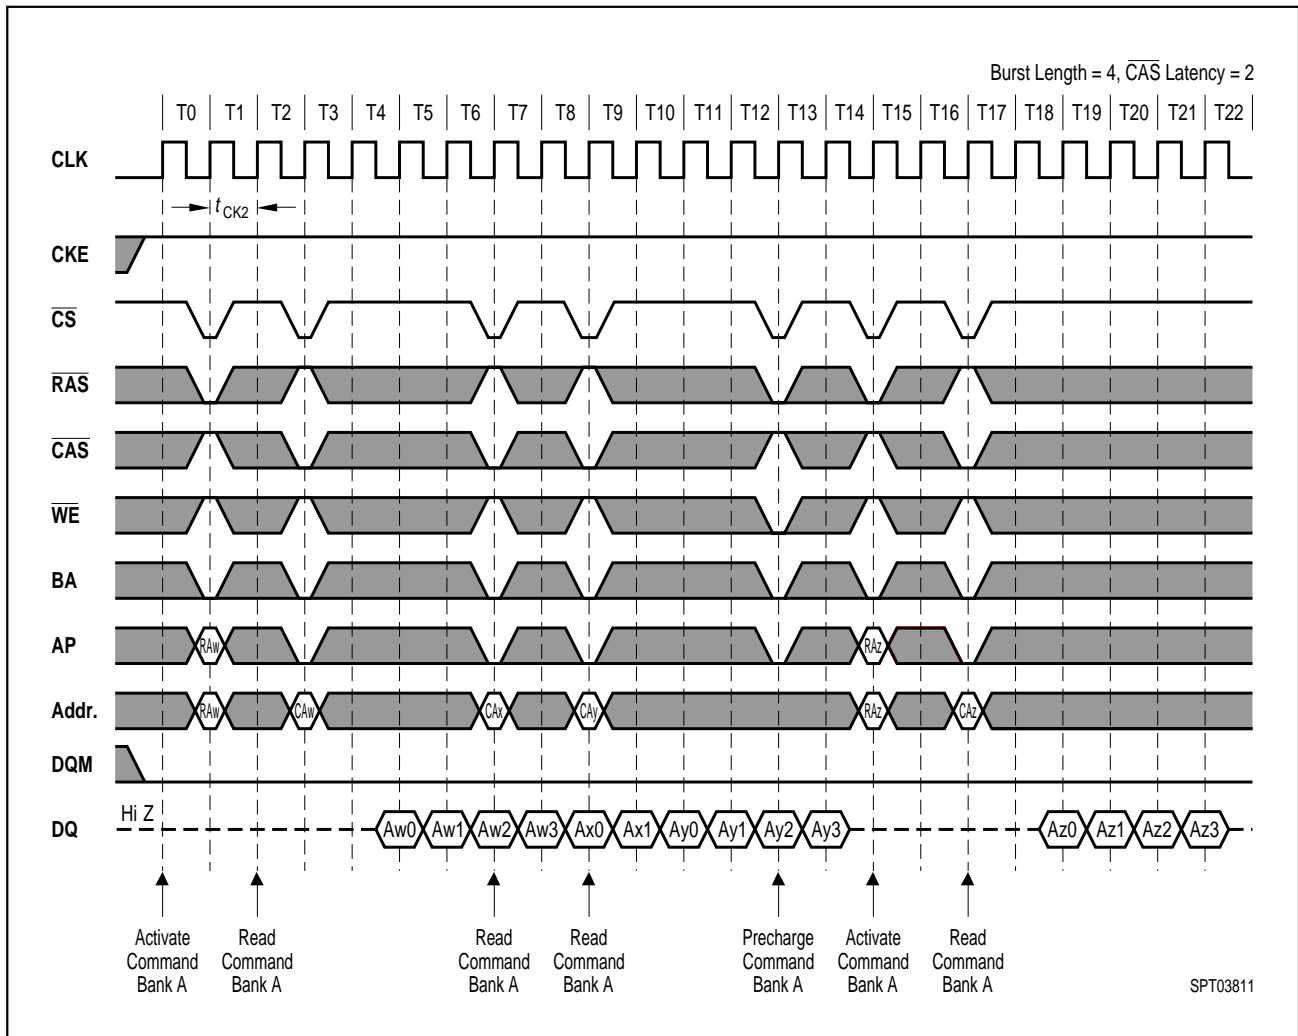 Burst Length = 4, CAS Latency = 2
T0 T1 T2 T3 T4 T5 T6 T7 T8 T9 T10 T11 T12 T13 T14 T15 T16 T17 T18 T19 T20 T21 T22
CLK
t CK2
CKE
CS
RAS
CAS
WE
BA
AP RAw RAz
Addr. RAw CAw CAx CAy RAz CAz
DQM
DQ Hi Z Aw0 Aw1 Aw2 Aw3 Ax0 Ax1 Ay0 Ay1 Ay2 Ay3 Az0 Az1 Az2 Az3
Activate Command Bank A
Read Command Bank A
Read Command Bank A
Read Command Bank A
Precharge Command Bank A
Activate Command Bank A
Read Command Bank A
SPT03811